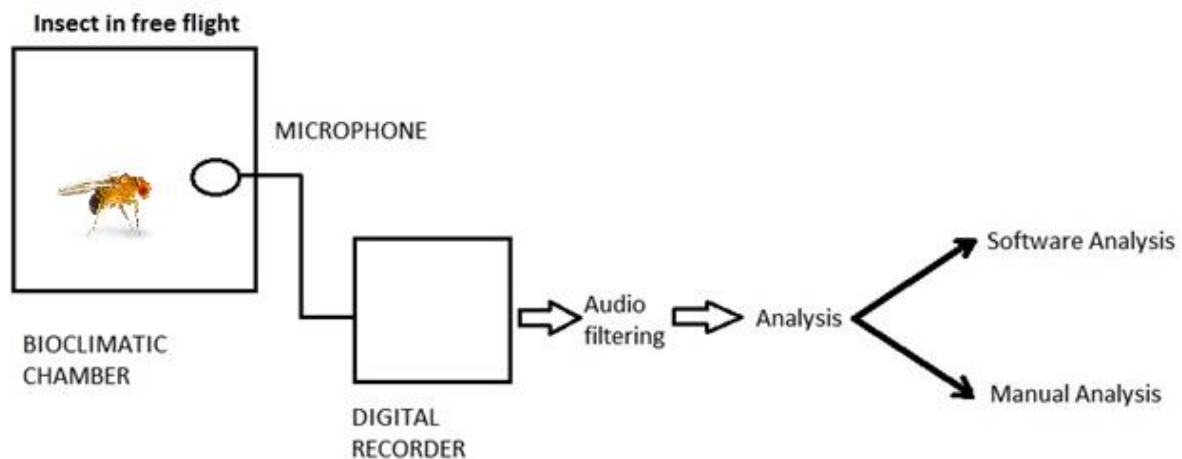 Insect in free flight
MICROPHONE
BIOCLIMATIC
CHAMBER
DIGITAL
RECORDER
Audio
filtering
Analysis
Software Analysis
Manual Analysis